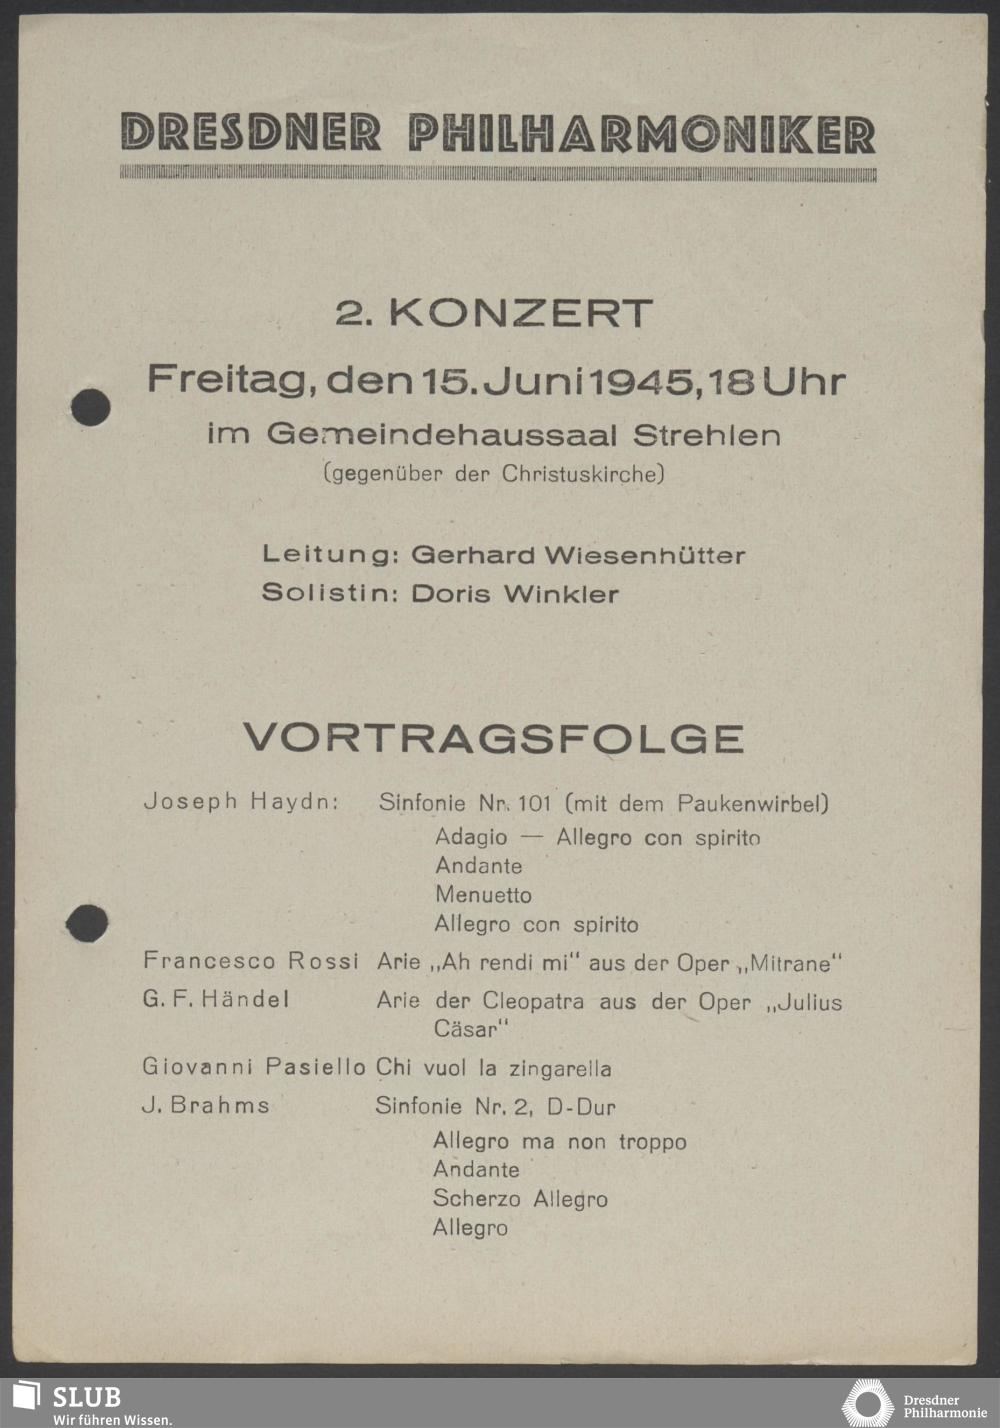 DRESDNER PHILHARMONIKER
2. KONZERT
Freitag, den 15. Juni 1945, 18 Uhr
im Gemeindehaussaal Strehlen
(gegenüber der Christuskirche)
Leitung: Gerhard Wiesenhütter
Solistin: Doris Winkler
VORTRAGSFOLGE
Joseph Haydn: Sinfonie Nr. 101 (mit dem Paukenwirbel)
Adagio — Allegro con spirito
Andante
Menuetto
Allegro con spirito
Francesco Rossi Arie „Ah rendi mi" aus der Oper „Mitrane"
G. F. Händel Arie der Cleopatra aus der Oper „Julius
Cäsar"
Giovanni Pasiello Chi vuol la zingarella
J. Brahms Sinfonie Nr. 2, D-Dur
Allegro ma non troppo
Andante
Scherzo Allegro
Allegro
SLUB
Wir führen Wissen.
Dresdner
Philharmonie